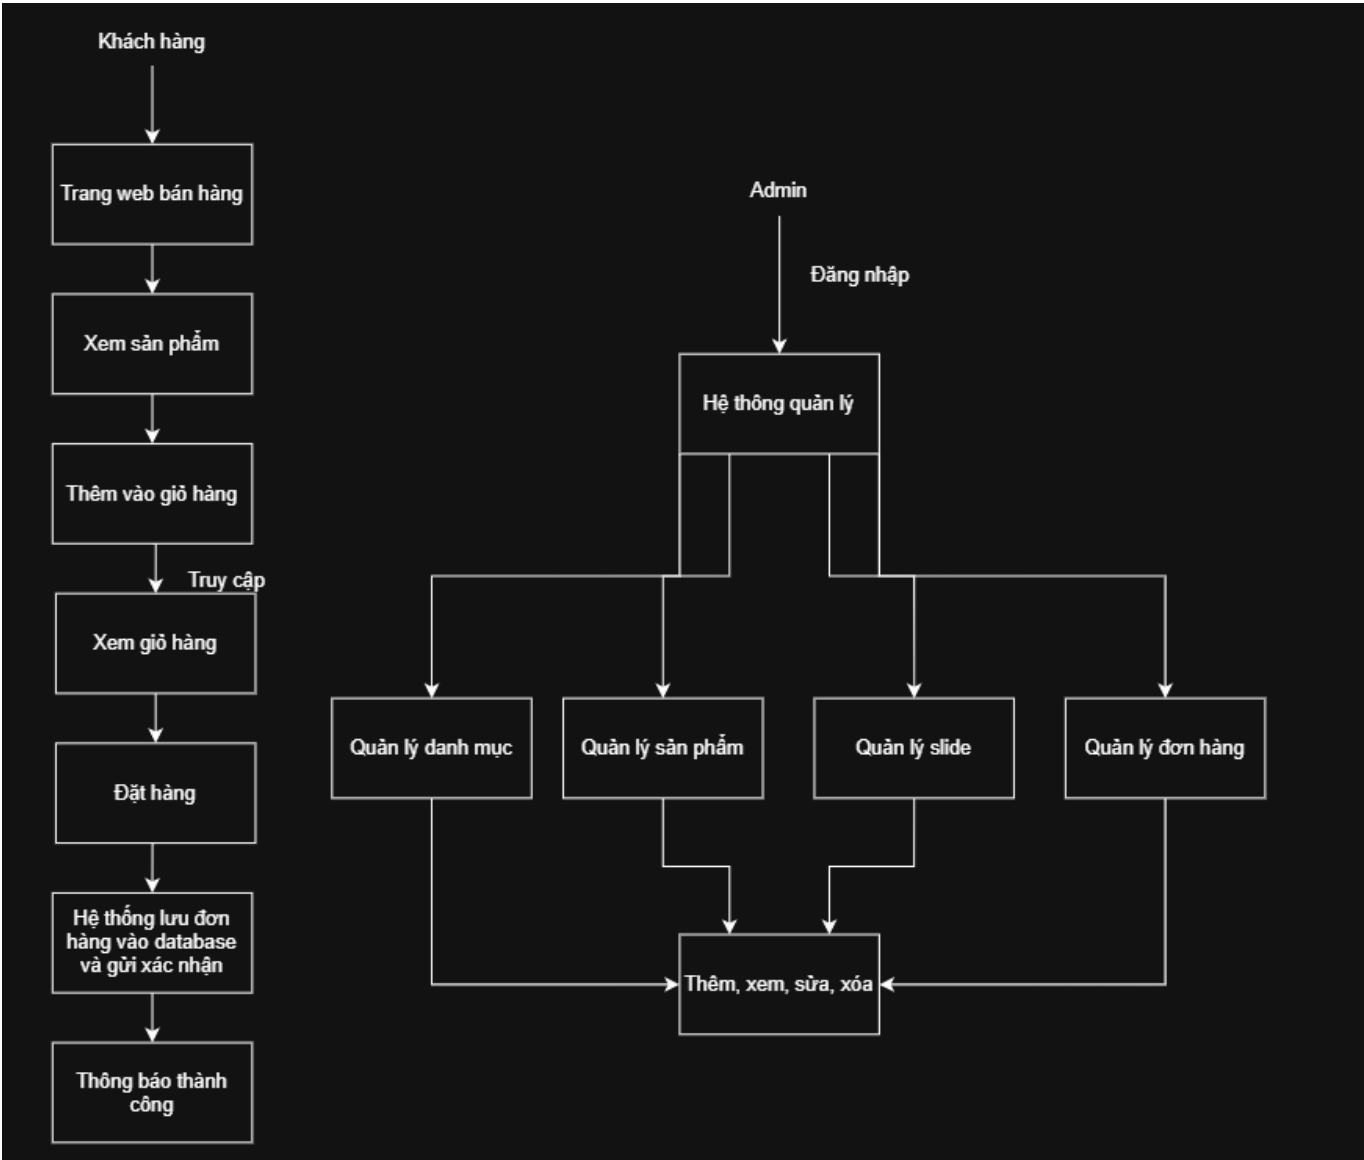 Khách hàng
Trang web bán hàng
Xem sản phẩm
Thêm vào giỏ hàng
Truy cập
Xem giỏ hàng
Đặt hàng
Hệ thống lưu đơn
hàng vào database
và gửi xác nhận
Thông báo thành
công
Admin
Đăng nhập
Hệ thông quản lý
Quản lý danh mục
Quản lý sản phẩm
Quản lý slide
Quản lý đơn hàng
Thêm, xem, sửa, xóa